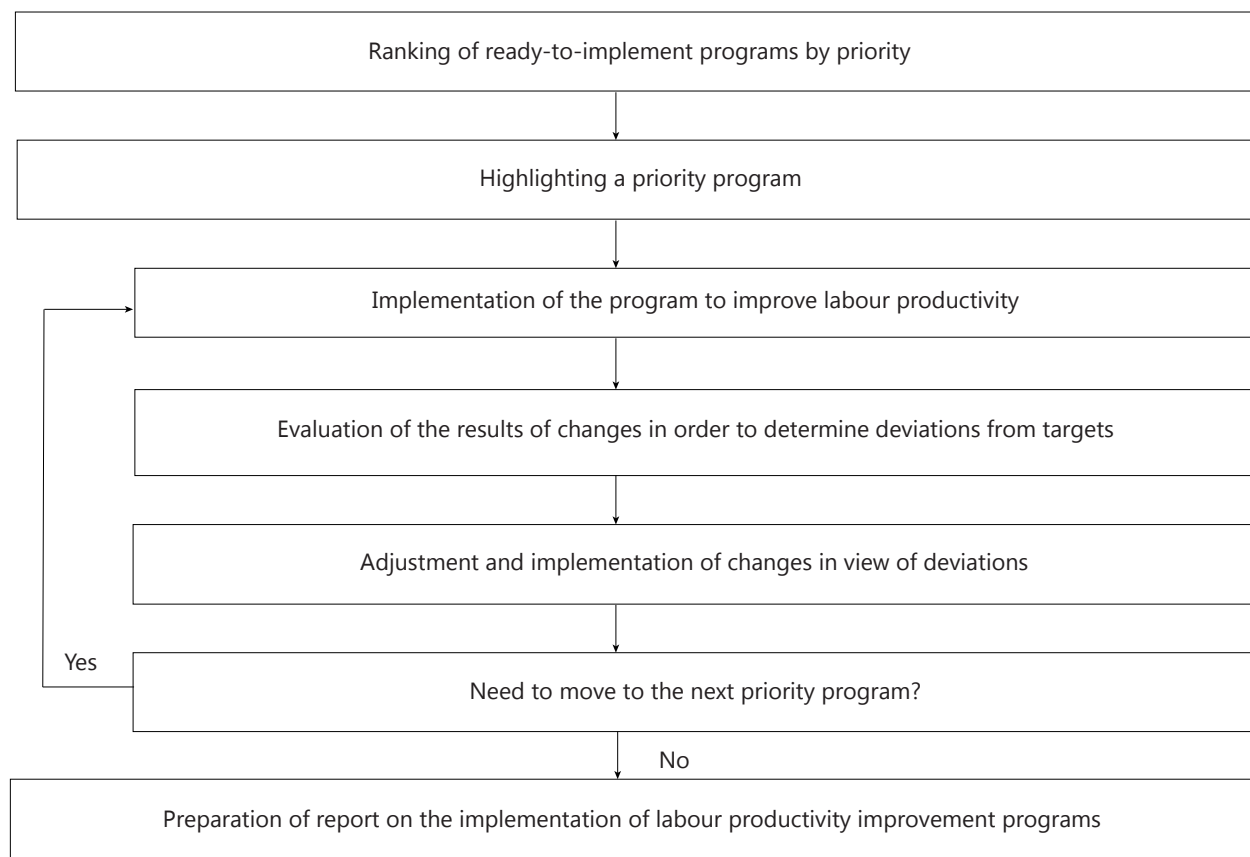 Ranking of ready-to-implement programs by priority
Highlighting a priority program
Implementation of the program to improve labour productivity
Evaluation of the results of changes in order to determine deviations from targets
Adjustment and implementation of changes in view of deviations
Yes
Need to move to the next priority program?
No
Preparation of report on the implementation of labour productivity improvement programs